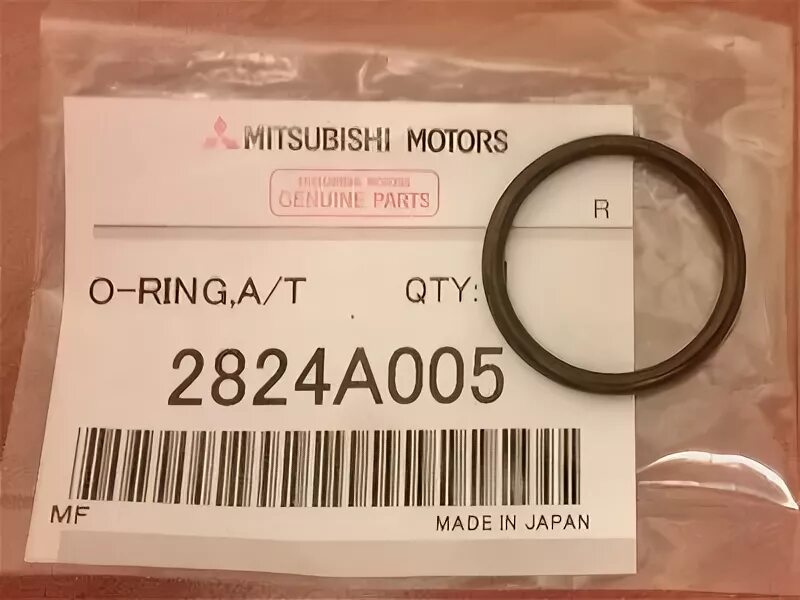 MITSUBISHI MOTORS
GENUINE PARTS
R
O-RING,A/T QTY:
2824A005
MF MADE IN JAPAN